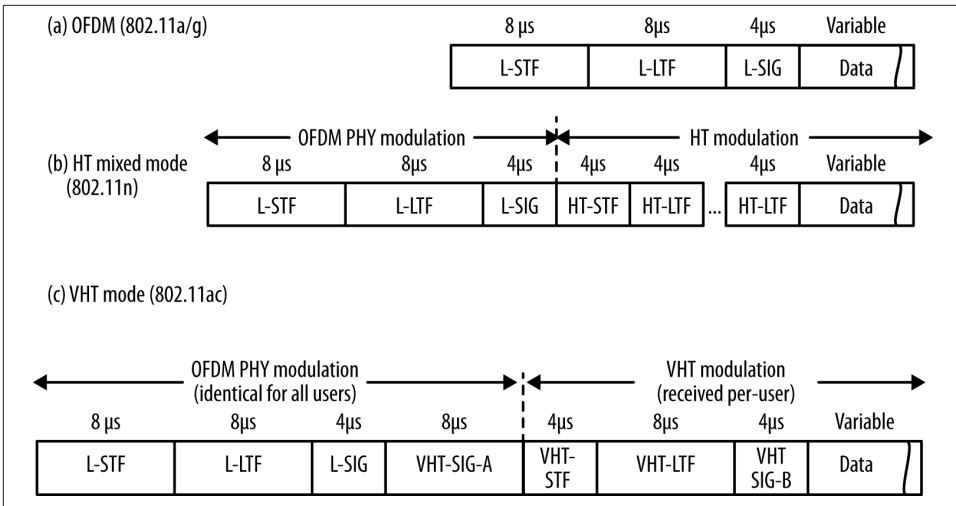 (a) OFDM (802.11a/g)
8 µs 8µs 4µs Variable
L-STF L-LTF L-SIG Data
OFDM PHY modulation HT modulation
(b) HT mixed mode
(802.11n)
8 µs 8µs 4µs 4µs 4µs 4µs Variable
L-STF L-LTF L-SIG HT-STF HT-LTF ... HT-LTF Data
(c) VHT mode (802.11ac)
OFDM PHY modulation
(identical for all users)
VHT modulation
(received per-user)
8 µs 8µs 4µs 8µs 4µs 8µs 4µs Variable
L-STF L-LTF L-SIG VHT-SIG-A VHT-
STF VHT-LTF VHT
SIG-B Data